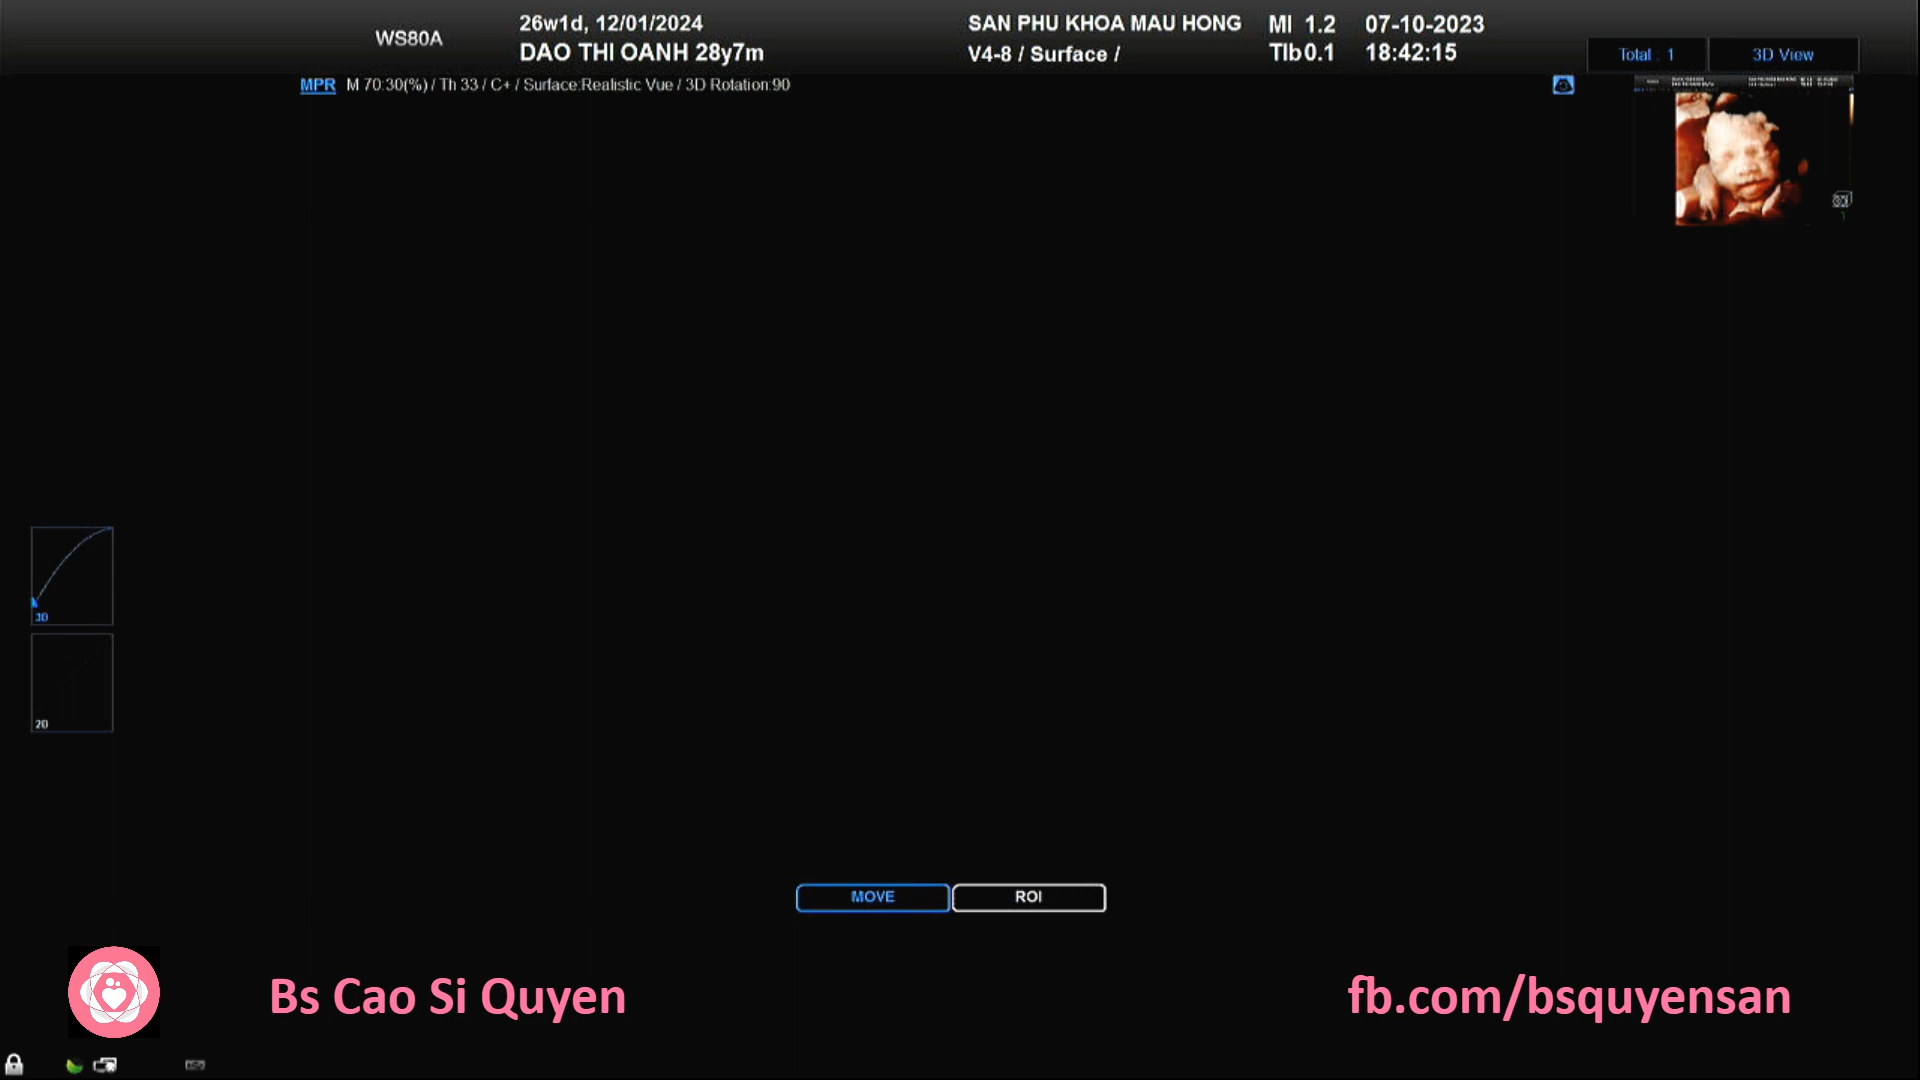 WS80A
26w1d, 12/01/2024
DAO THI OANH 28y7m
SAN PHU KHOA MAU HONG
V4-8 / Surface /
MI 1.2
TIb0.1
07-10-2023
18:42:15
Total : 1
3D View
MPR M 70:30(%) / Th 33 / C+ / Surface:Realistic Vue / 3D Rotation:90
30
20
MOVE
ROI
Bs Cao Si Quyen
fb.com/bsquyensan